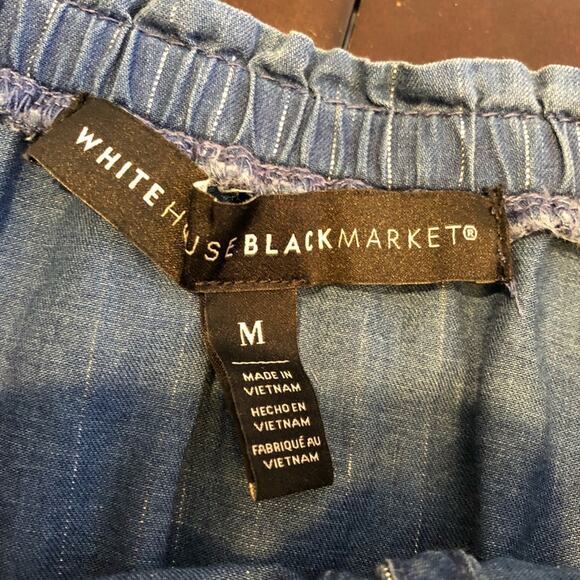 WHITE HOUSE BLACK MARKET®
M
MADE IN
VIETNAM
HECHO EN
VIETNAM
FABRIQUÉ AU
VIETNAM